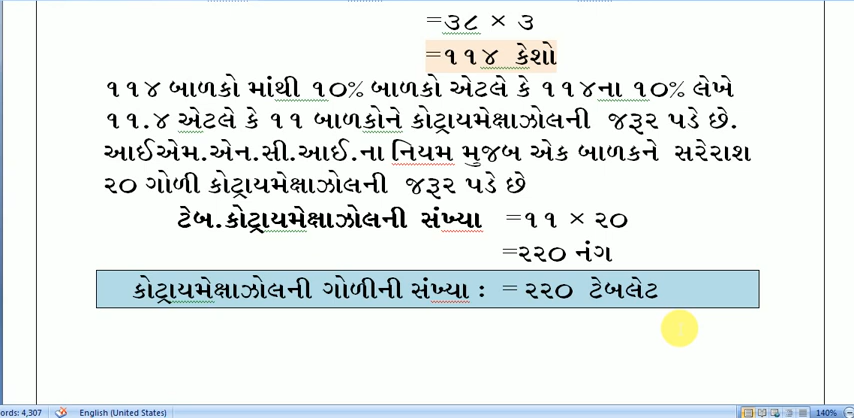 =૩૮ × ૩
=૧૧૪ કેશો
૧૧૪ બાળકો માંથી ૧૦% બાળકો એટલે કે ૧૧૪ના ૧૦% લેખે
૧૧.૪ એટલે કે ૧૧ બાળકોને કોટ્રાયમેક્ષાઝોલની જરૂર પડે છે.
આઈએમ.એન.સી.આઈ.ના નિયમ મુજબ એક બાળકને સરેરાશ
૨૦ ગોળી કોટ્રાયમેક્ષાઝોલની જરૂર પડે છે
ટેબ.કોટ્રાયમેક્ષાઝોલની સંખ્યા =૧૧ × ૨૦
=૨૨૦ નંગ
કોટ્રાયમેક્ષાઝોલની ગોળીની સંખ્યા : = ૨૨૦ ટેબલેટ
ords: 4,307 English (United States) 140%